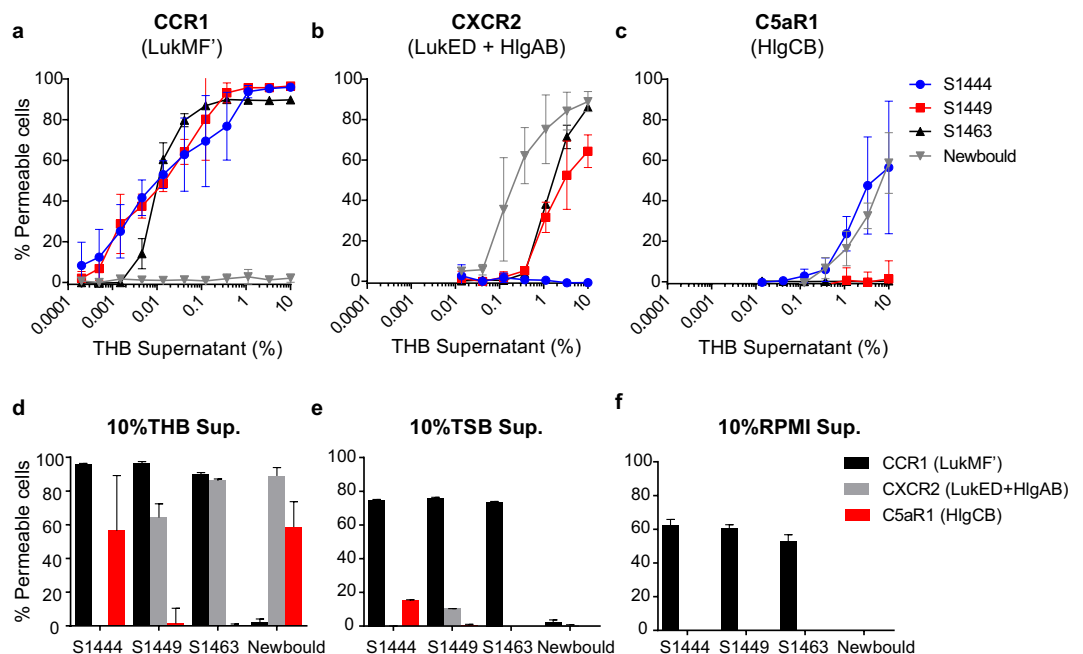 a
CCR1
(LukMF’)
b
CXCR2
(LukED + HlgAB)
c
C5aR1
(HlgCB)
% Permeable cells
100
80
60
40
20
0
0.0001
0.001
0.01
0.1
1
10
THB Supernatant (%)
100
80
60
40
20
0
0.0001
0.001
0.01
0.1
1
10
THB Supernatant (%)
100
80
60
40
20
0
0.0001
0.001
0.01
0.1
1
10
THB Supernatant (%)
S1444
S1449
S1463
Newbould
d
10%THB Sup.
e
10%TSB Sup.
f
10%RPMI Sup.
% Permeable cells
100
80
60
40
20
0
S1444 S1449 S1463 Newbould
100
80
60
40
20
0
S1444 S1449 S1463 Newbould
100
80
60
40
20
0
S1444 S1449 S1463 Newbould
CCR1 (LukMF’)
CXCR2 (LukED+HlgAB)
C5aR1 (HlgCB)